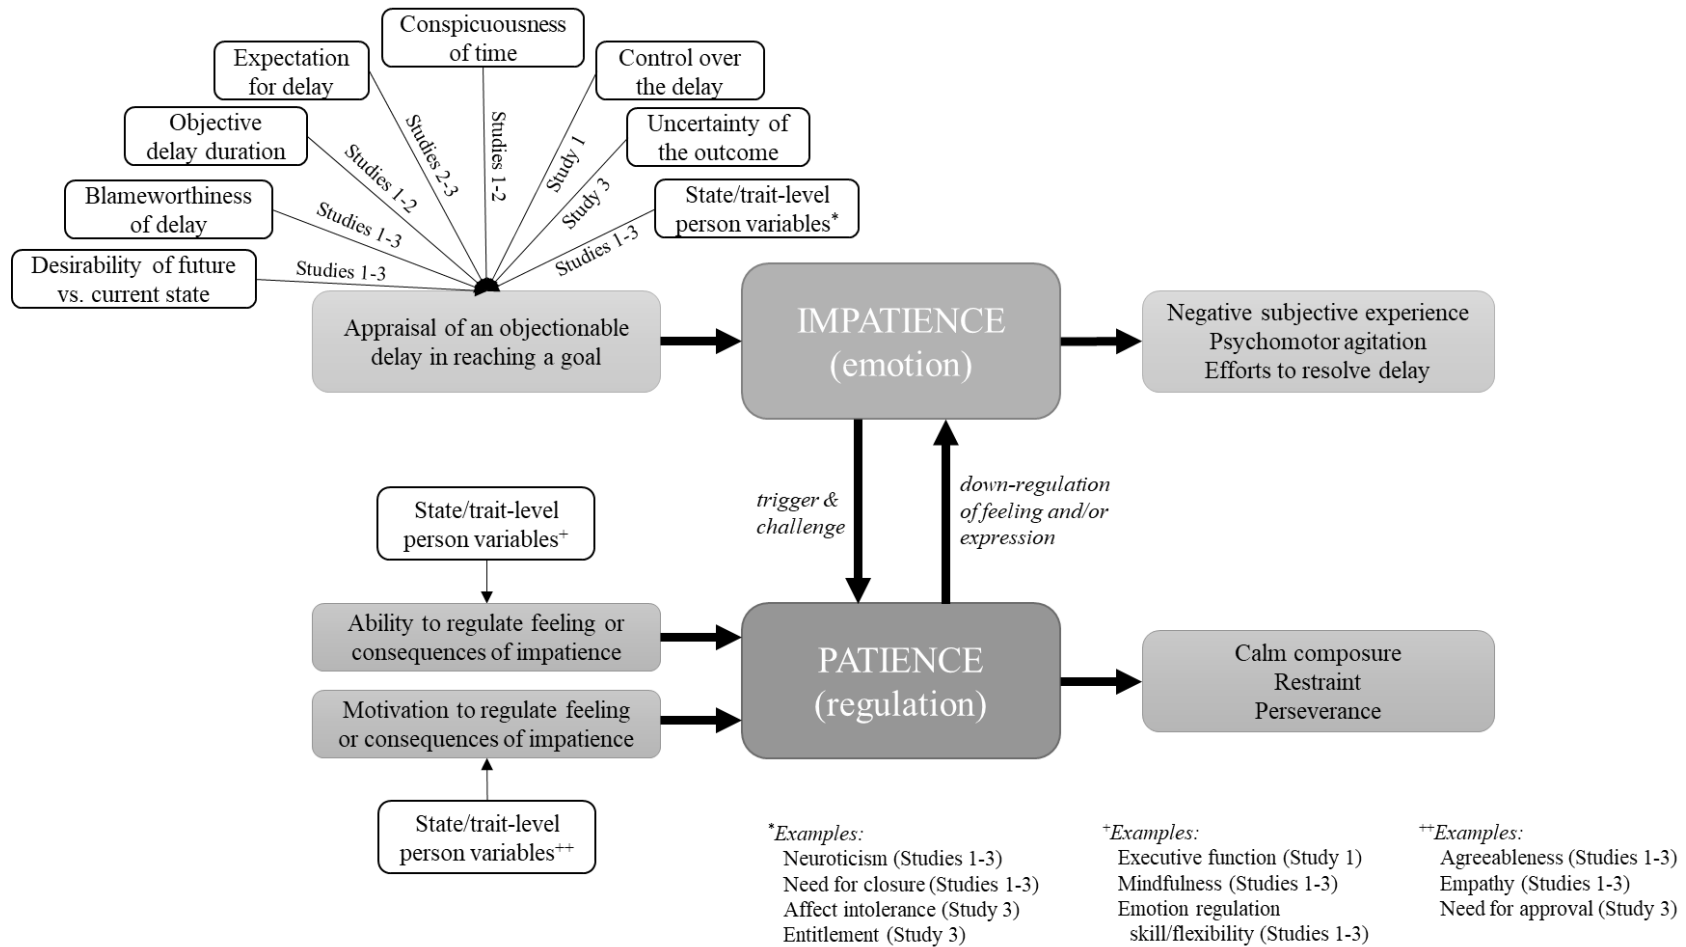 Conspicuousness
of time
Expectation
for delay
Control over
the delay
Objective
delay duration
Uncertainty of
the outcome
Blameworthiness
of delay
State/trait-level
person variables*
Desirability of future
vs. current state
Studies 1-3
Studies 1-3
Studies 1-2
Studies 2-3
Studies 1-2
Study 1
Study 3
Studies 1-3
Appraisal of an objectionable
delay in reaching a goal
IMPATIENCE
(emotion)
Negative subjective experience
Psychomotor agitation
Efforts to resolve delay
trigger &
challenge
down-regulation
of feeling and/or
expression
State/trait-level
person variables+
Ability to regulate feeling or
consequences of impatience
Motivation to regulate feeling
or consequences of impatience
State/trait-level
person variables++
PATIENCE
(regulation)
Calm composure
Restraint
Perseverance
*Examples:
Neuroticism (Studies 1-3)
Need for closure (Studies 1-3)
Affect intolerance (Study 3)
Entitlement (Study 3)
+Examples:
Executive function (Study 1)
Mindfulness (Studies 1-3)
Emotion regulation
skill/flexibility (Studies 1-3)
++Examples:
Agreeableness (Studies 1-3)
Empathy (Studies 1-3)
Need for approval (Study 3)